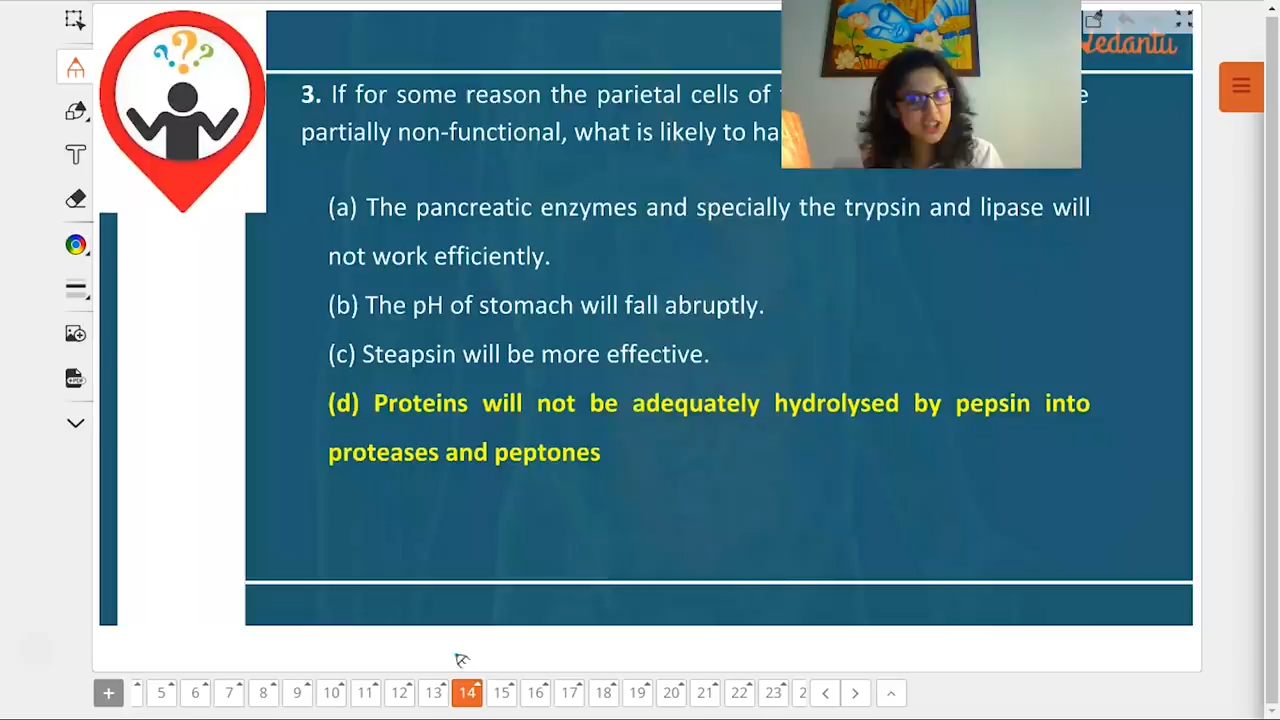 vedantu
3. If for some reason the parietal cells of
partially non-functional, what is likely to ha
(a) The pancreatic enzymes and specially the trypsin and lipase will
not work efficiently.
(b) The pH of stomach will fall abruptly.
(c) Steapsin will be more effective.
(d) Proteins will not be adequately hydrolysed by pepsin into
proteases and peptones
5 6 7 8 9 10 11 12 13 14 15 16 17 18 19 20 21 22 23 2